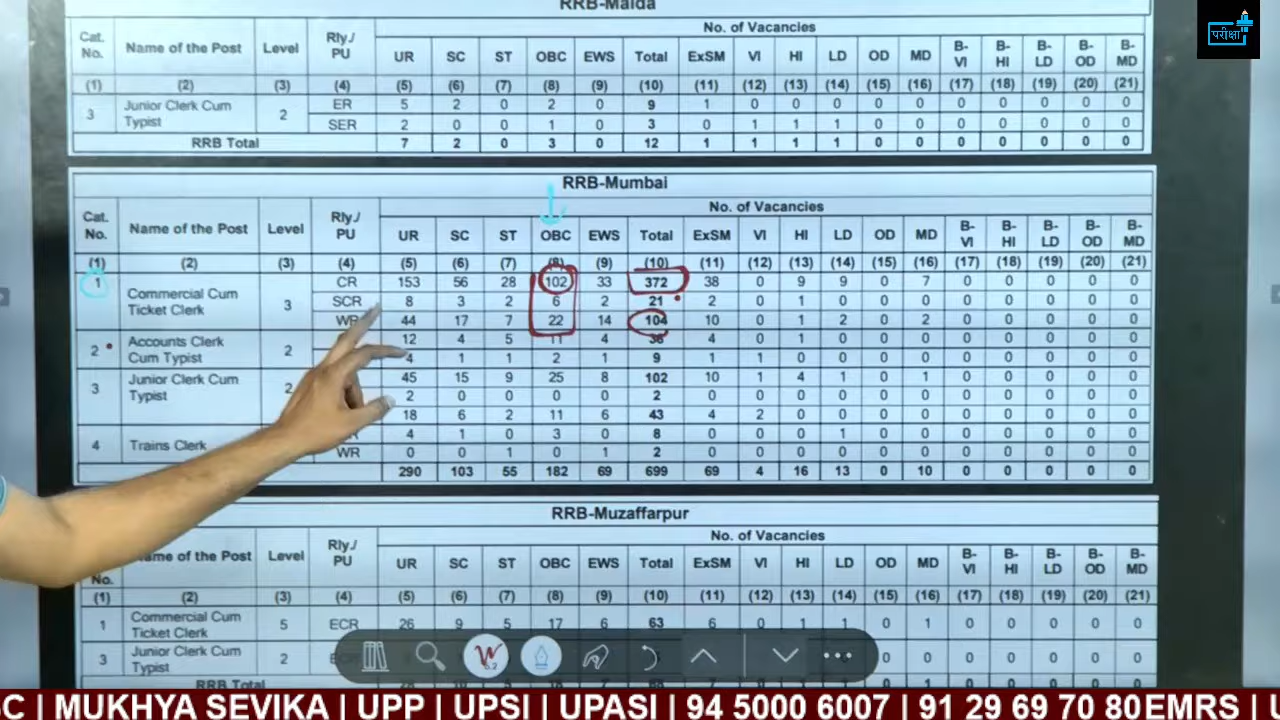 RRB-Malda
परीक्षा
Cat. No. Name of the Post Level Rly./ PU No. of Vacancies
UR SC ST OBC EWS Total ExSM VI HI LD OD MD B-VI B-HI B-LD B-OD B-MD
(1) (2) (3) (4) (5) (6) (7) (8) (9) (10) (11) (12) (13) (14) (15) (16) (17) (18) (19) (20) (21)
3 Junior Clerk Cum Typist 2 ER 5 2 0 2 0 9 1 0 0 0 0 0 0 0 0 0 0
SER 2 0 0 1 0 3 0 1 1 1 0 0 0 0 0 0 0
RRB Total 7 2 0 3 0 12 1 1 1 1 0 0 0 0 0 0 0
RRB-Mumbai
Cat. No. Name of the Post Level Rly./ PU No. of Vacancies
UR SC ST OBC EWS Total ExSM VI HI LD OD MD B-VI B-HI B-LD B-OD B-MD
(1) (2) (3) (4) (5) (6) (7) (8) (9) (10) (11) (12) (13) (14) (15) (16) (17) (18) (19) (20) (21)
1 Commercial Cum Ticket Clerk 3 CR 153 56 28 102 33 372 38 0 9 9 0 7 0 0 0 0 0
SCR 8 3 2 6 2 21 2 0 1 0 0 0 0 0 0 0 0
WR 44 17 7 22 14 104 10 0 1 2 0 2 0 0 0 0 0
2 Accounts Clerk Cum Typist 2 12 4 5 11 4 36 4 0 1 0 0 0 0 0 0 0 0
4 1 1 2 1 9 1 1 0 0 0 0 0 0 0 0 0
3 Junior Clerk Cum Typist 2 45 15 9 25 8 102 10 1 4 1 0 1 0 0 0 0 0
2 0 0 0 0 2 0 0 0 0 0 0 0 0 0 0 0
18 6 2 11 6 43 4 2 0 0 0 0 0 0 0 0 0
4 Trains Clerk 4 1 0 3 0 8 0 0 0 1 0 0 0 0 0 0 0
WR 0 0 1 0 1 2 0 0 0 0 0 0 0 0 0 0 0
290 103 55 182 69 699 69 4 16 13 0 10 0 0 0 0 0
RRB-Muzaffarpur
No. Name of the Post Level Rly./ PU No. of Vacancies
UR SC ST OBC EWS Total ExSM VI HI LD OD MD B-VI B-HI B-LD B-OD B-MD
(1) (2) (3) (4) (5) (6) (7) (8) (9) (10) (11) (12) (13) (14) (15) (16) (17) (18) (19) (20) (21)
1 Commercial Cum Ticket Clerk 5 ECR 26 9 5 17 6 63 6 0 1 1 0 1 0 0 0 0 0
3 Junior Clerk Cum Typist 2 0 0 0 0 0
RRB Total 0 0 0 0 0
SC | MUKHYA SEVIKA | UPP | UPSI | UPASI | 94 5000 6007 | 91 29 69 70 80 EMRS |